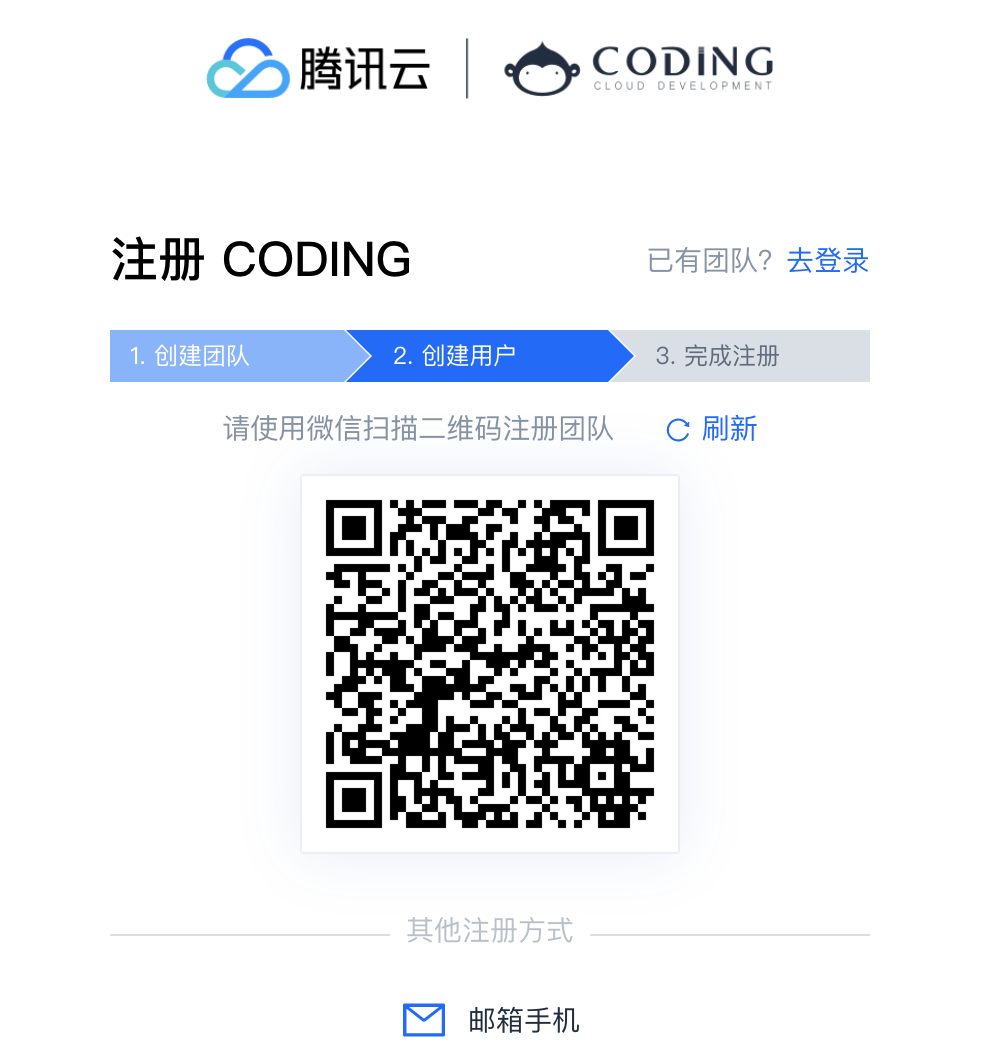 腾讯云
CODING
CLOUD DEVELOPMENT
注册 CODING
已有团队? 去登录
1. 创建团队
2. 创建用户
3. 完成注册
请使用微信扫描二维码注册团队
刷新
其他注册方式
邮箱手机